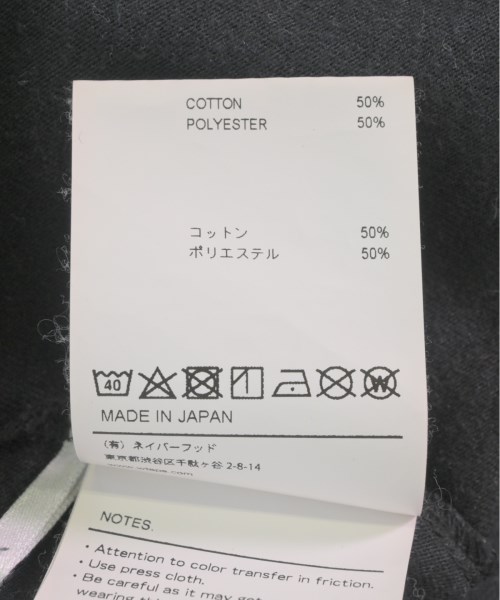 COTTON 50%
POLYESTER 50%
コットン 50%
ポリエステル 50%
40
W
MADE IN JAPAN
(有) ネイバーフッド
東京都渋谷区千駄ヶ谷 2-8-14
NOTES.
・Attention to color transfer in friction.
・Use press cloth.
・Be careful as it may get
wearing